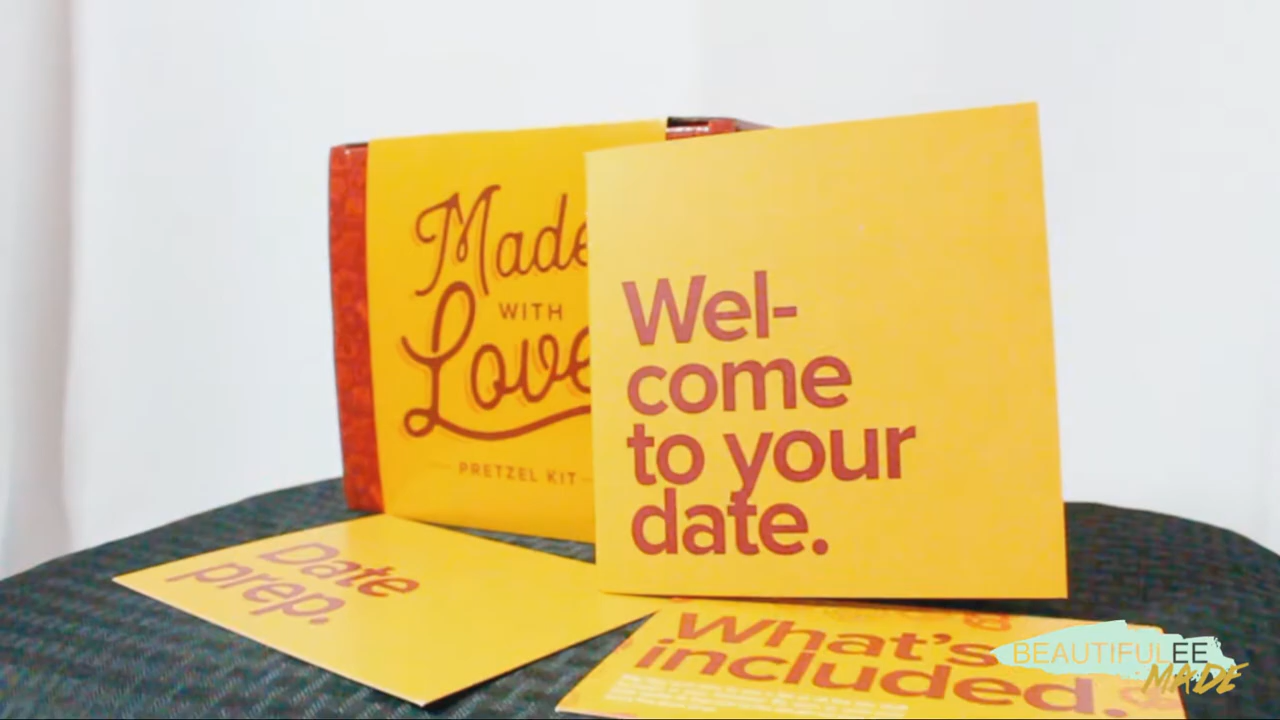 Made
WITH
Love
PRETZEL KIT
Wel-
come
to your
date.
Date
prep.
What's
included.
BEAUTIFULEE
MADE